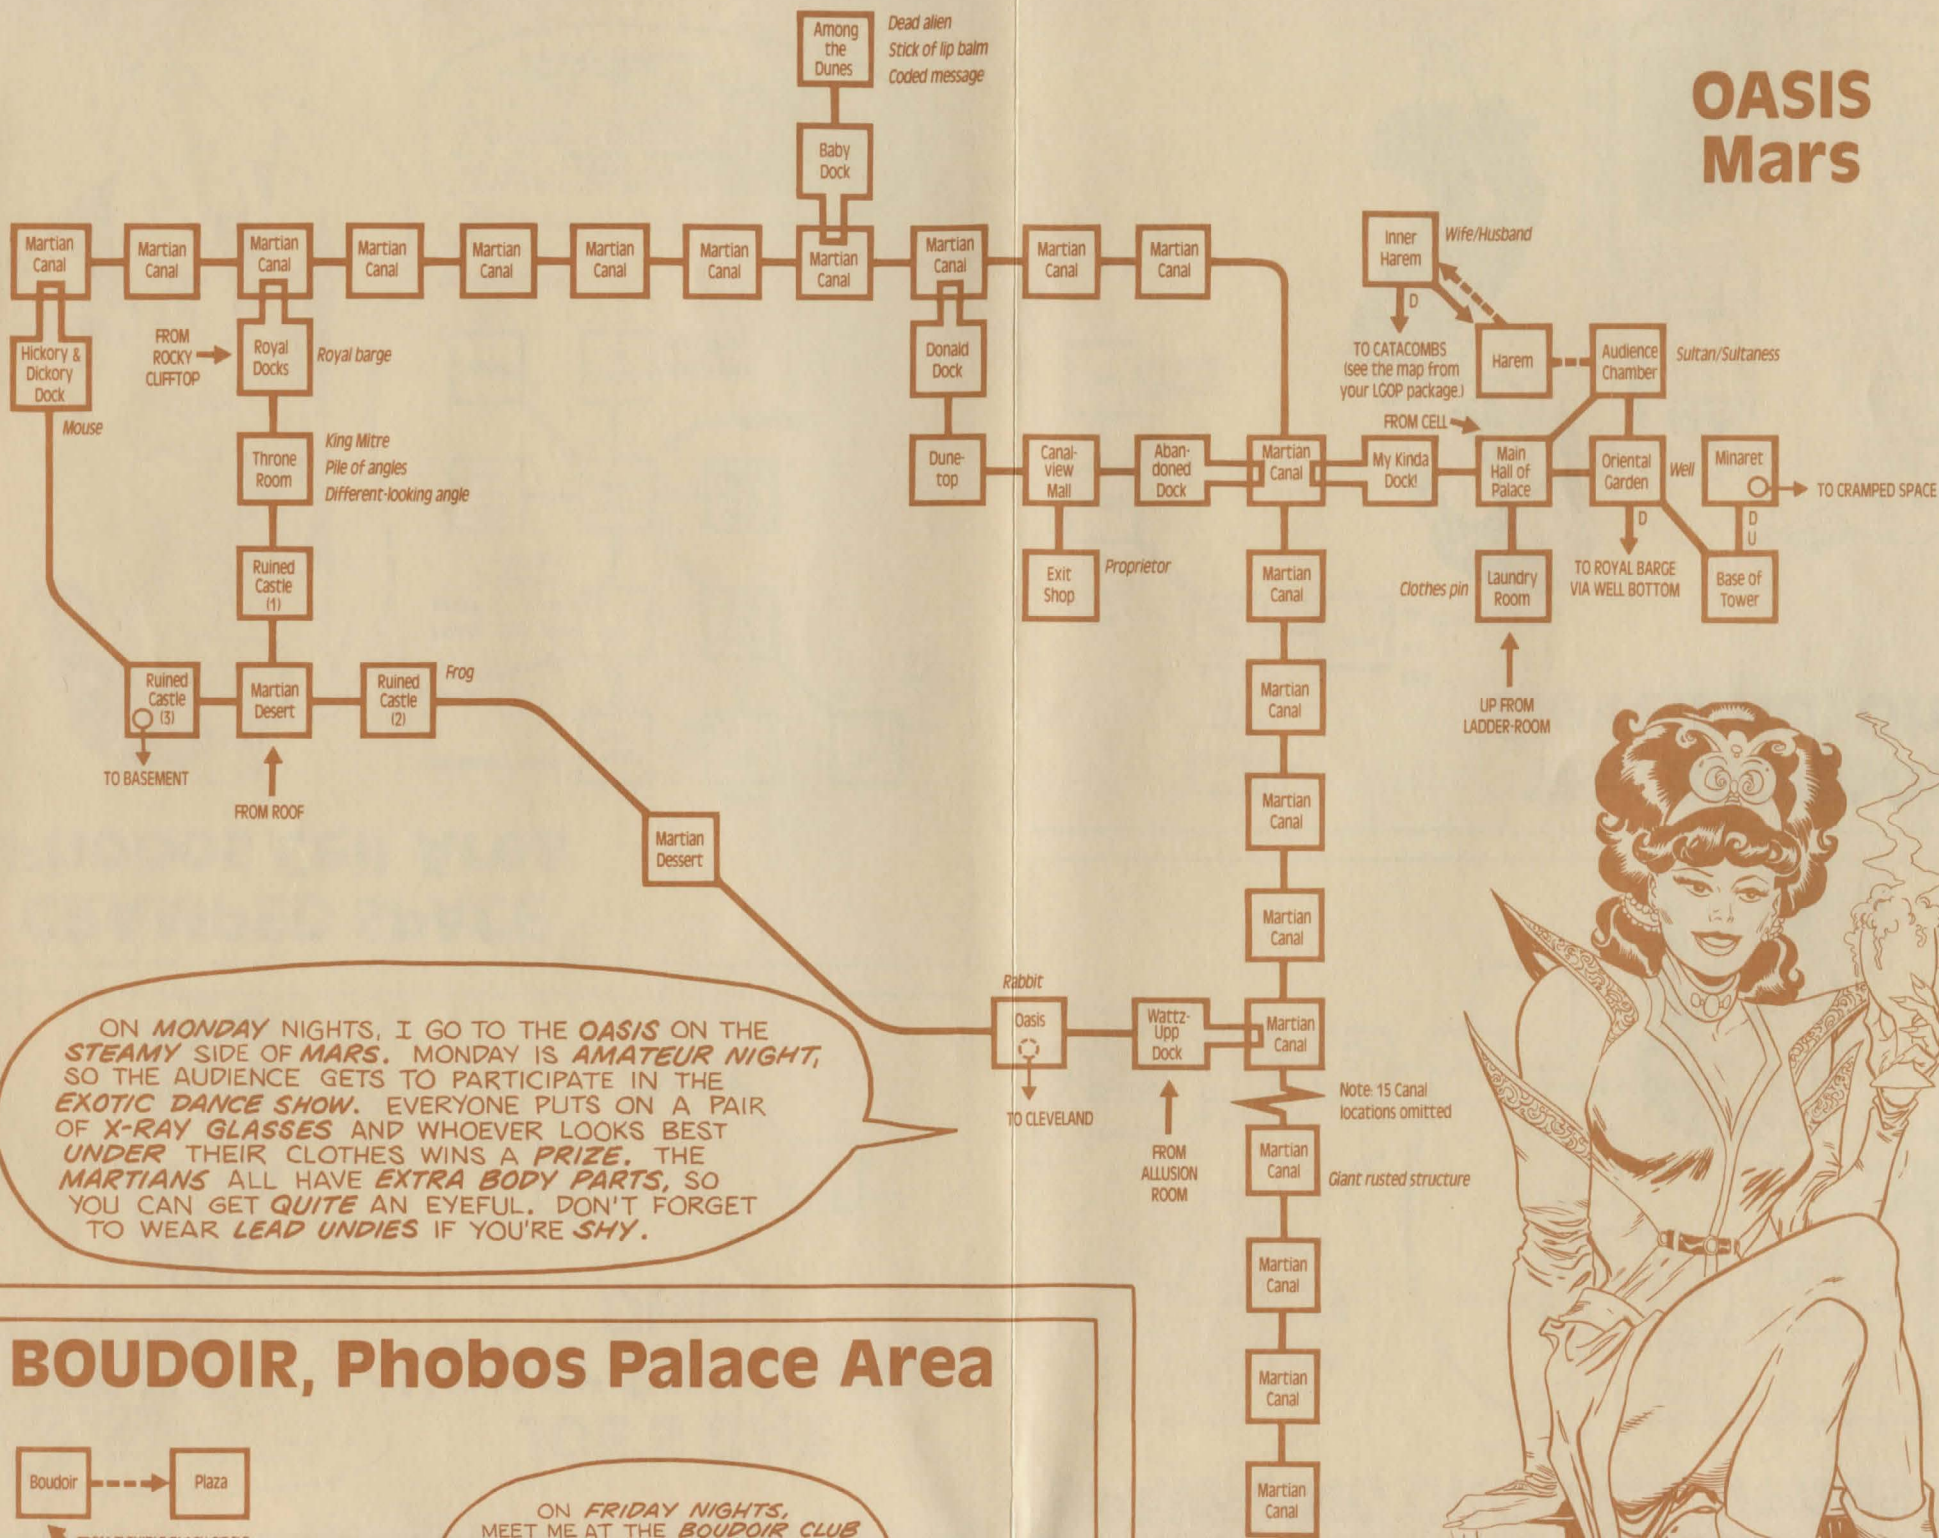 OASIS
Mars
Among
the
Dunes
Dead alien
Stick of lip balm
Coded message
Baby
Dock
Martian
Canal
Martian
Canal
Martian
Canal
Martian
Canal
Martian
Canal
Martian
Canal
Martian
Canal
Martian
Canal
Martian
Canal
Martian
Canal
Martian
Canal
Inner
Harem
Wife/Husband
D
TO CATACOMBS
(see the map from
your LGOP package.)
Harem
Audience
Chamber
Sultan/Sultaness
Hickory &
Dickory
Dock
Mouse
FROM
ROCKY
CLIFFTOP
Royal
Docks
Royal barge
Donald
Dock
FROM CELL
Throne
Room
King Mitre
Pile of angles
Different-looking angle
Dune-
top
Canal-
view
Mall
Aban-
doned
Dock
Martian
Canal
My Kinda
Dock!
Main
Hall of
Palace
Oriental
Garden
Well
Minaret
TO CRAMPED SPACE
D
TO ROYAL BARGE
VIA WELL BOTTOM
D
U
Ruined
Castle
(1)
Exit
Shop
Proprietor
Martian
Canal
Clothes pin
Laundry
Room
Base of
Tower
UP FROM
LADDER-ROOM
Ruined
Castle
(3)
TO BASEMENT
Martian
Desert
FROM ROOF
Ruined
Castle
(2)
Frog
Martian
Canal
Martian
Canal
Martian
Dessert
Martian
Canal
Rabbit
Oasis
TO CLEVELAND
Wattz-
Upp
Dock
FROM
ALLUSION
ROOM
Martian
Canal
Note: 15 Canal
locations omitted
Martian
Canal
Giant rusted structure
Martian
Canal
Martian
Canal
Martian
Canal
ON MONDAY NIGHTS, I GO TO THE OASIS ON THE
STEAMY SIDE OF MARS. MONDAY IS AMATEUR NIGHT,
SO THE AUDIENCE GETS TO PARTICIPATE IN THE
EXOTIC DANCE SHOW. EVERYONE PUTS ON A PAIR
OF X-RAY GLASSES AND WHOEVER LOOKS BEST
UNDER THEIR CLOTHES WINS A PRIZE. THE
MARTIANS ALL HAVE EXTRA BODY PARTS, SO
YOU CAN GET QUITE AN EYEFUL. DON'T FORGET
TO WEAR LEAD UNDIES IF YOU'RE SHY.
BOUDOIR, Phobos Palace Area
Boudoir
Plaza
ON FRIDAY NIGHTS,
MEET ME AT THE BOUDOIR CLUB